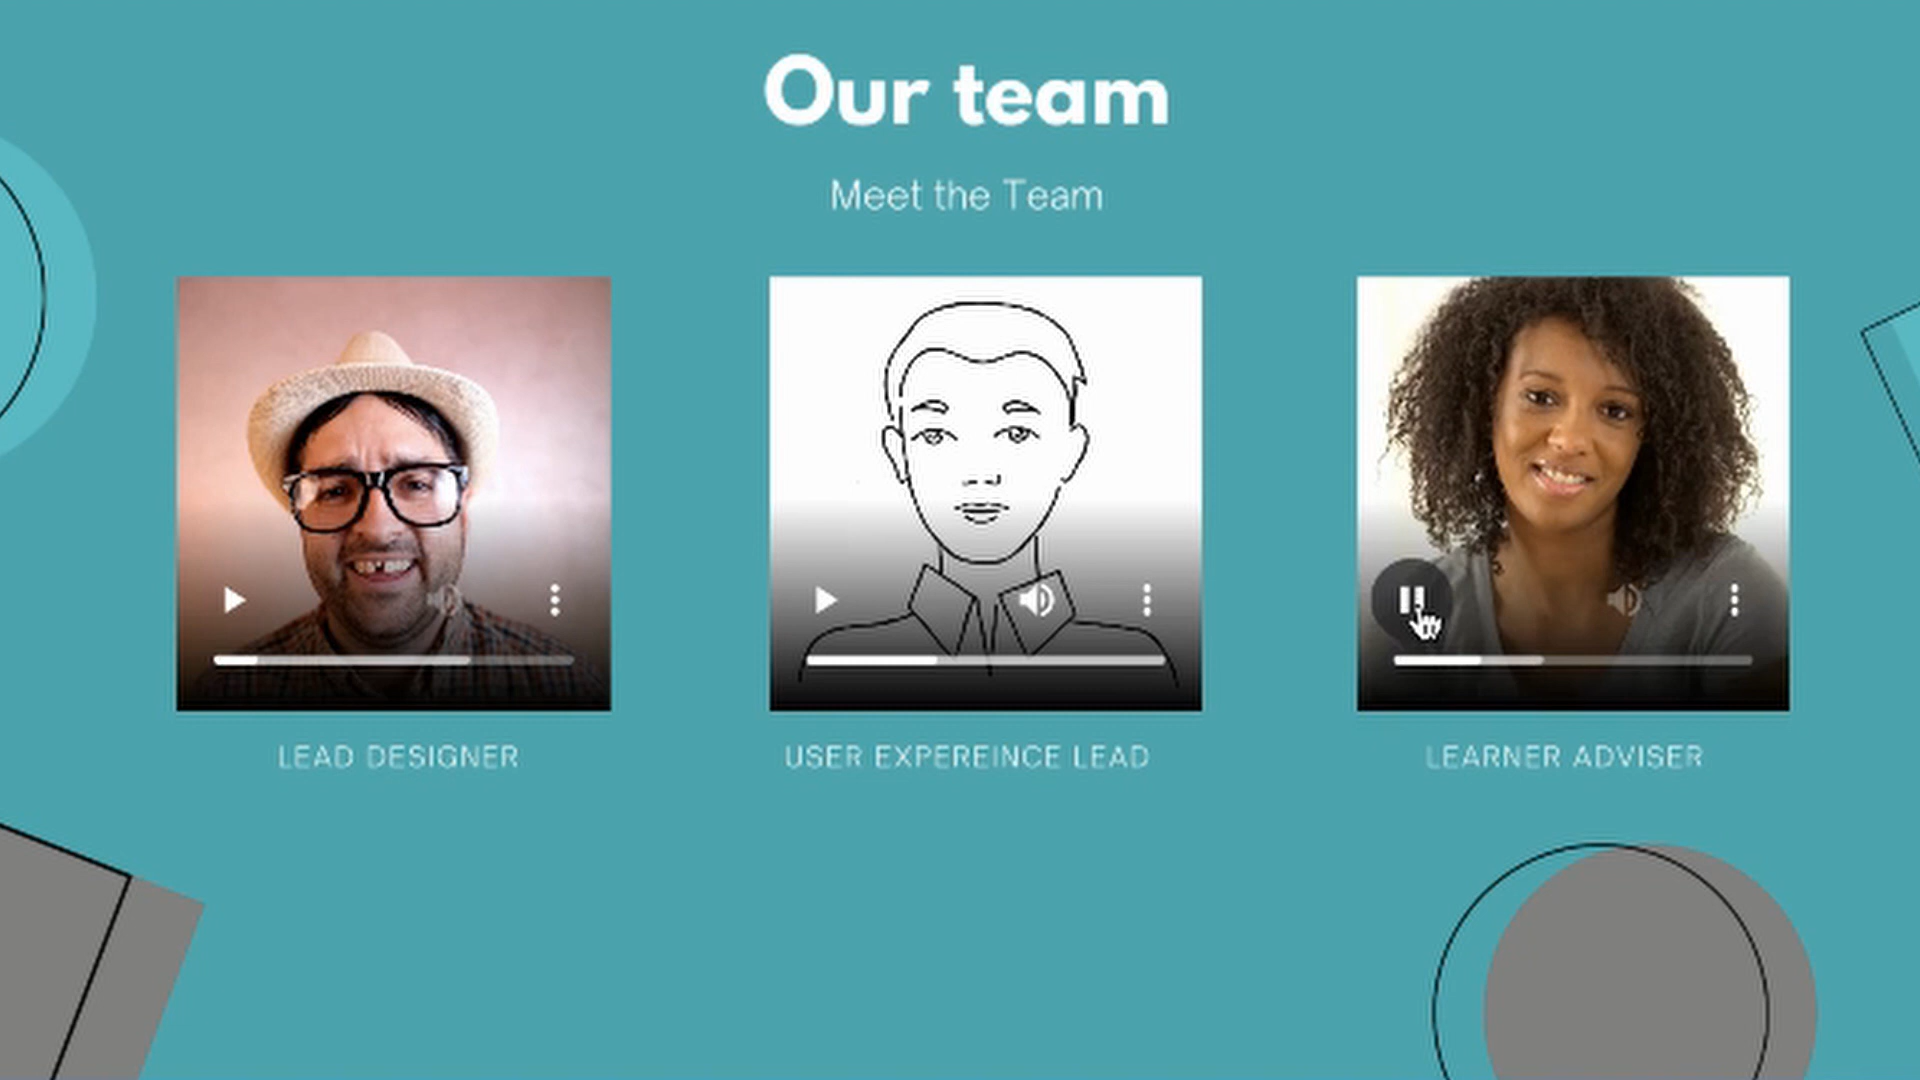 Our team
Meet the Team
LEAD DESIGNER
USER EXPEREINCE LEAD
LEARNER ADVISER